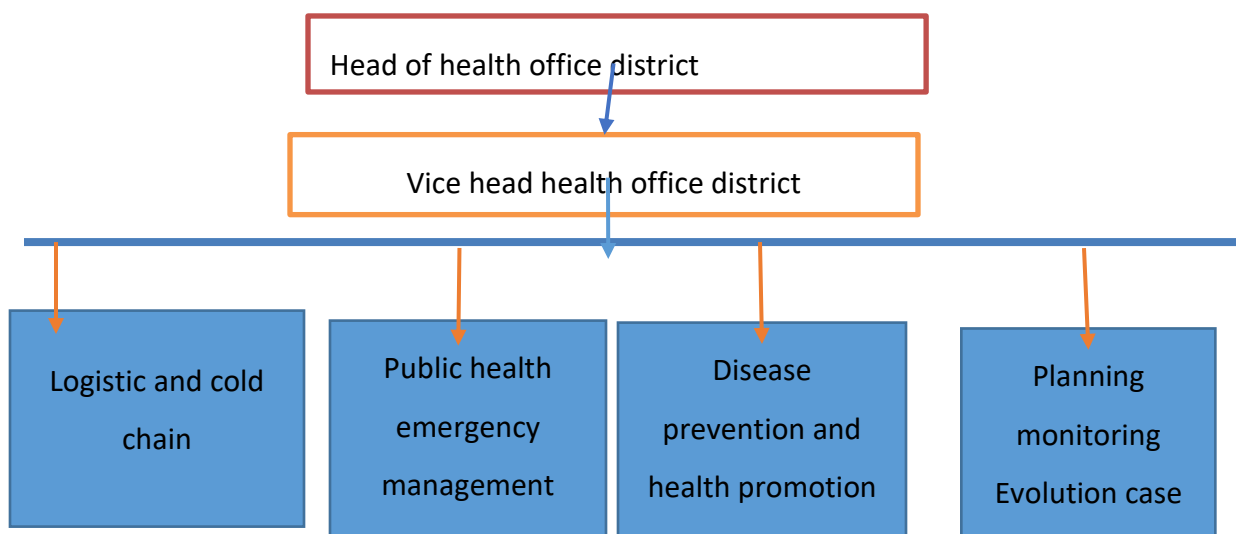 Head of health office district
Vice head health office district
Logistic and cold
chain
Public health
emergency
management
Disease
prevention and
health promotion
Planning
monitoring
Evolution case